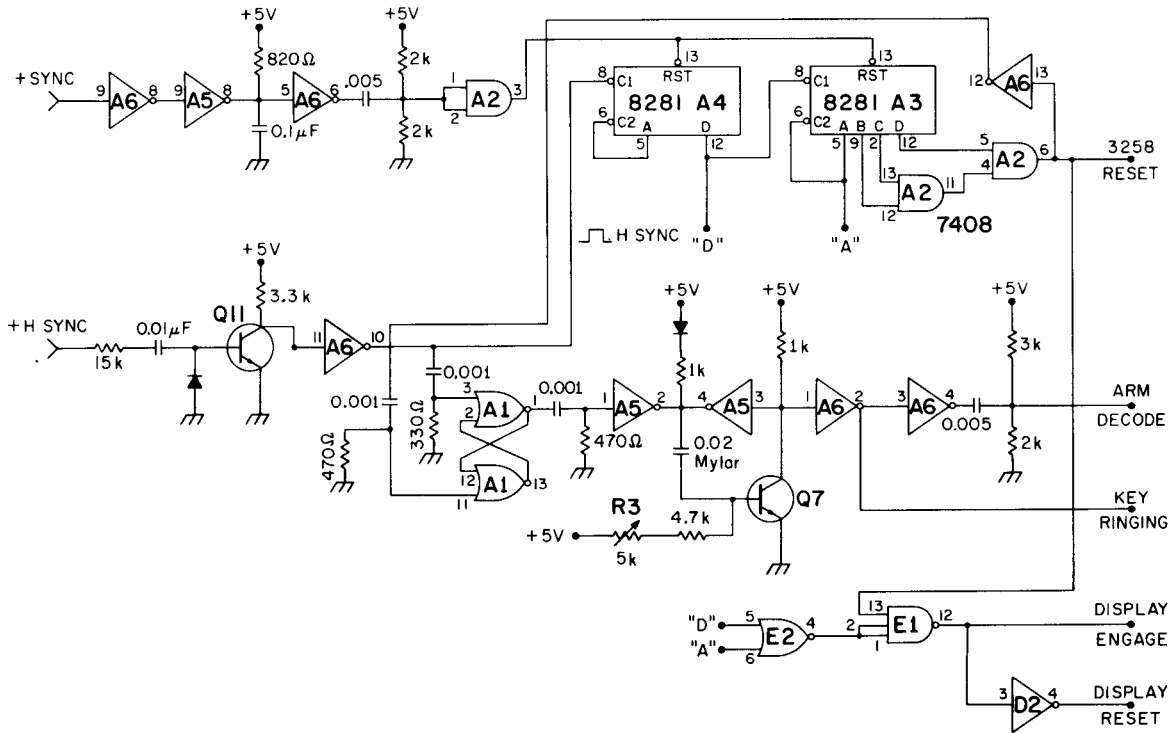 +5V
+5V
820Ω
2k
.005
+SYNC
9 A6 8
9 A5 8
5 A6 6
0.1μF
2k
1
2
A2
3
13
RST
8 C1
8281 A4
6 C2
A
D
5
12
13
RST
8 C1
8281 A3
6 C2
A B C D
5 9 2 12
12 A6 13
5
4
A2
6
3258
RESET
13
12
A2
11
7408
H SYNC
"D"
"A"
+5V
3.3k
Q11
+H SYNC
0.01μF
15k
11 A6 10
0.001
0.001
470Ω
330Ω
3
2
A1
1
12
11
A1
13
0.001
470Ω
1 A5 2
+5V
1k
+5V
1k
4 A5 3
1 A6 2
3 A6 4
0.005
+5V
3k
2k
ARM
DECODE
0.02
Mylar
Q7
R3
+5V
5k
4.7k
KEY
RINGING
"D"
"A"
5
6
E2
4
13
2
1
E1
12
DISPLAY
ENGAGE
3 D2 4
DISPLAY
RESET